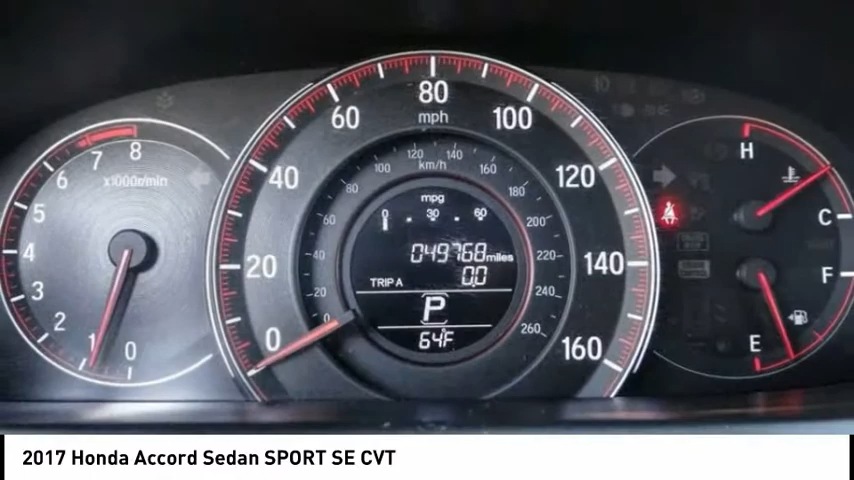 80
60 mph 100
8
7
x1000r/min
6
5
4
3
2
1
0
40
20
0
120
140
160
120 140
100 km/h 160
80 180
60 200
40 220
20 240
0 260
mpg
0 30 60
049768 miles
0.0
TRIP A
P
64°F
H
C
F
E
2017 Honda Accord Sedan SPORT SE CVT